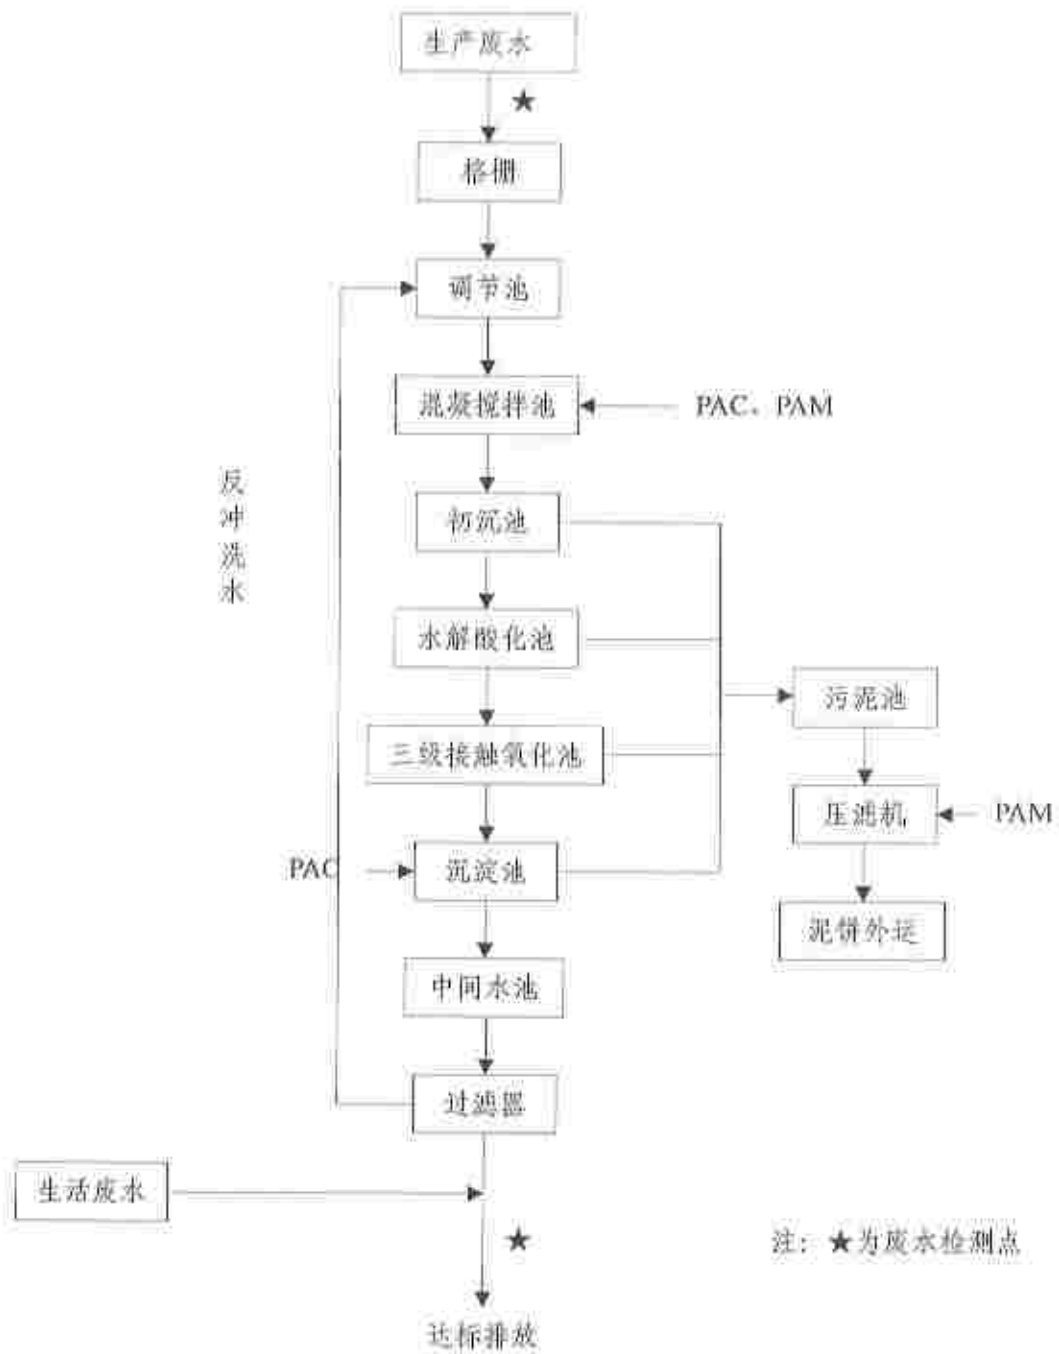 生产废水
★
格栅
调节池
混凝搅拌池
PAC、PAM
反冲洗水
初沉池
水解酸化池
污泥池
三级接触氧化池
压滤机
PAM
PAC
沉淀池
泥饼外运
中间水池
过滤器
生活废水
★
注：★为废水检测点
达标排放